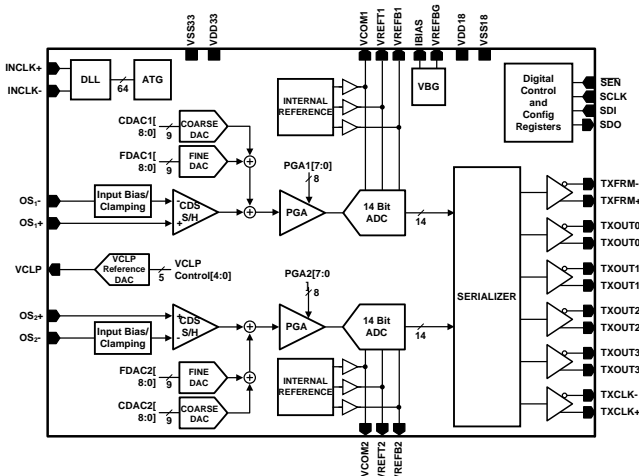 VSS33
VDD33
VCOM1
VREFT1
VREFB1
IBIAS
VREFBG
VDD18
VSS18
INCLK+
INCLK-
DLL
64
ATG
INTERNAL
REFERENCE
VBG
Digital
Control
and
Config
Registers
SEN
SCLK
SDI
SDO
CDAC1[
8:0]
9
COARSE
DAC
FDAC1[
8:0]
9
FINE
DAC
PGA1[7:0]
8
OS1-
OS1+
Input Bias/
Clamping
-
+
CDS
S/H
PGA
14 Bit
ADC
14
VCLP
VCLP
Reference
DAC
5
VCLP
Control[4:0]
PGA2[7:0
8
OS2+
OS2-
Input Bias/
Clamping
+
-
CDS
S/H
PGA
14 Bit
ADC
14
FDAC2[
8:0]
9
FINE
DAC
CDAC2[
8:0]
9
COARSE
DAC
INTERNAL
REFERENCE
SERIALIZER
TXFRM-
TXFRM+
TXOUT0
TXOUT0
TXOUT1
TXOUT1
TXOUT2
TXOUT2
TXOUT3
TXOUT3
TXCLK-
TXCLK+
VCOM2
VREFT2
VREFB2